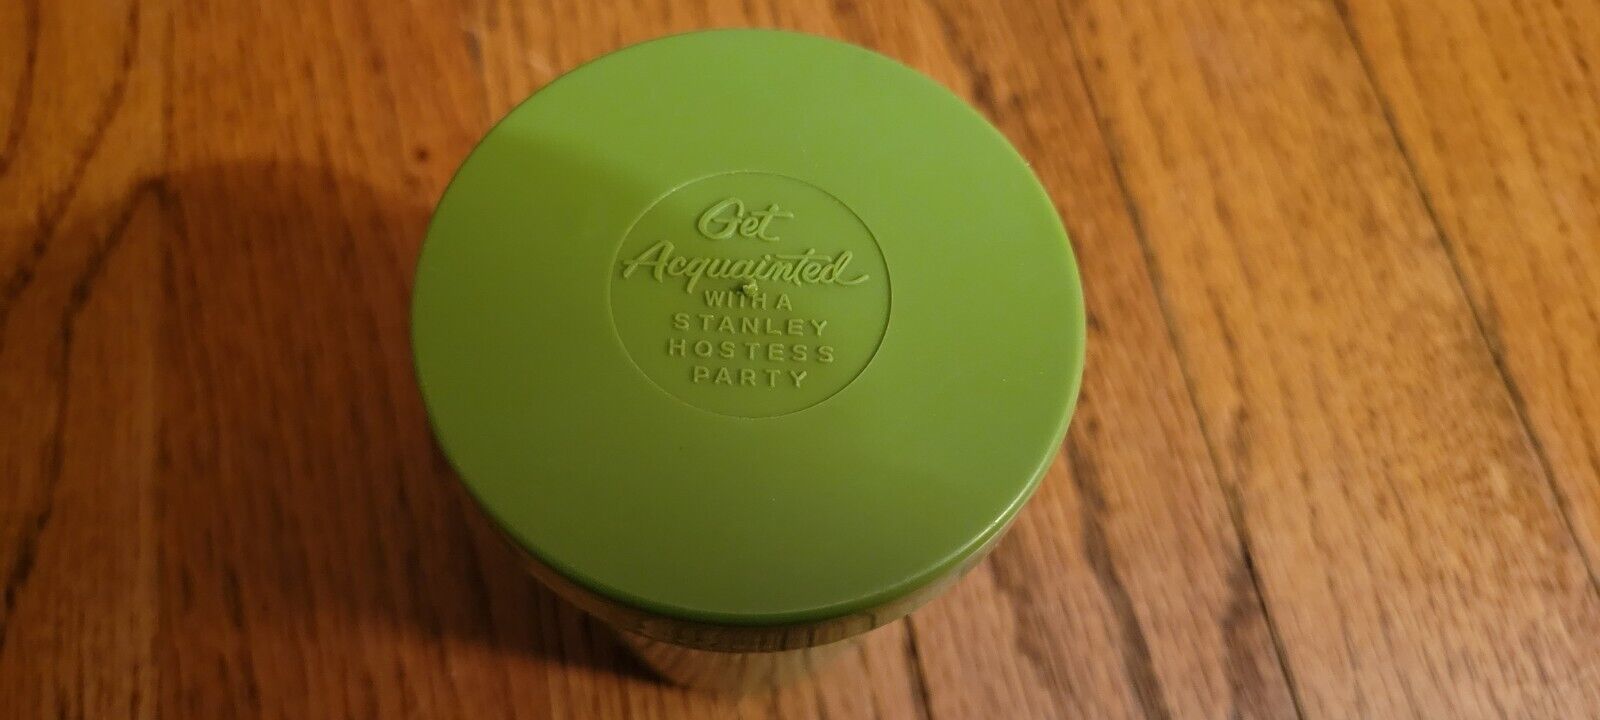 Get
Acquainted
WITH A
STANLEY
HOSTESS
PARTY